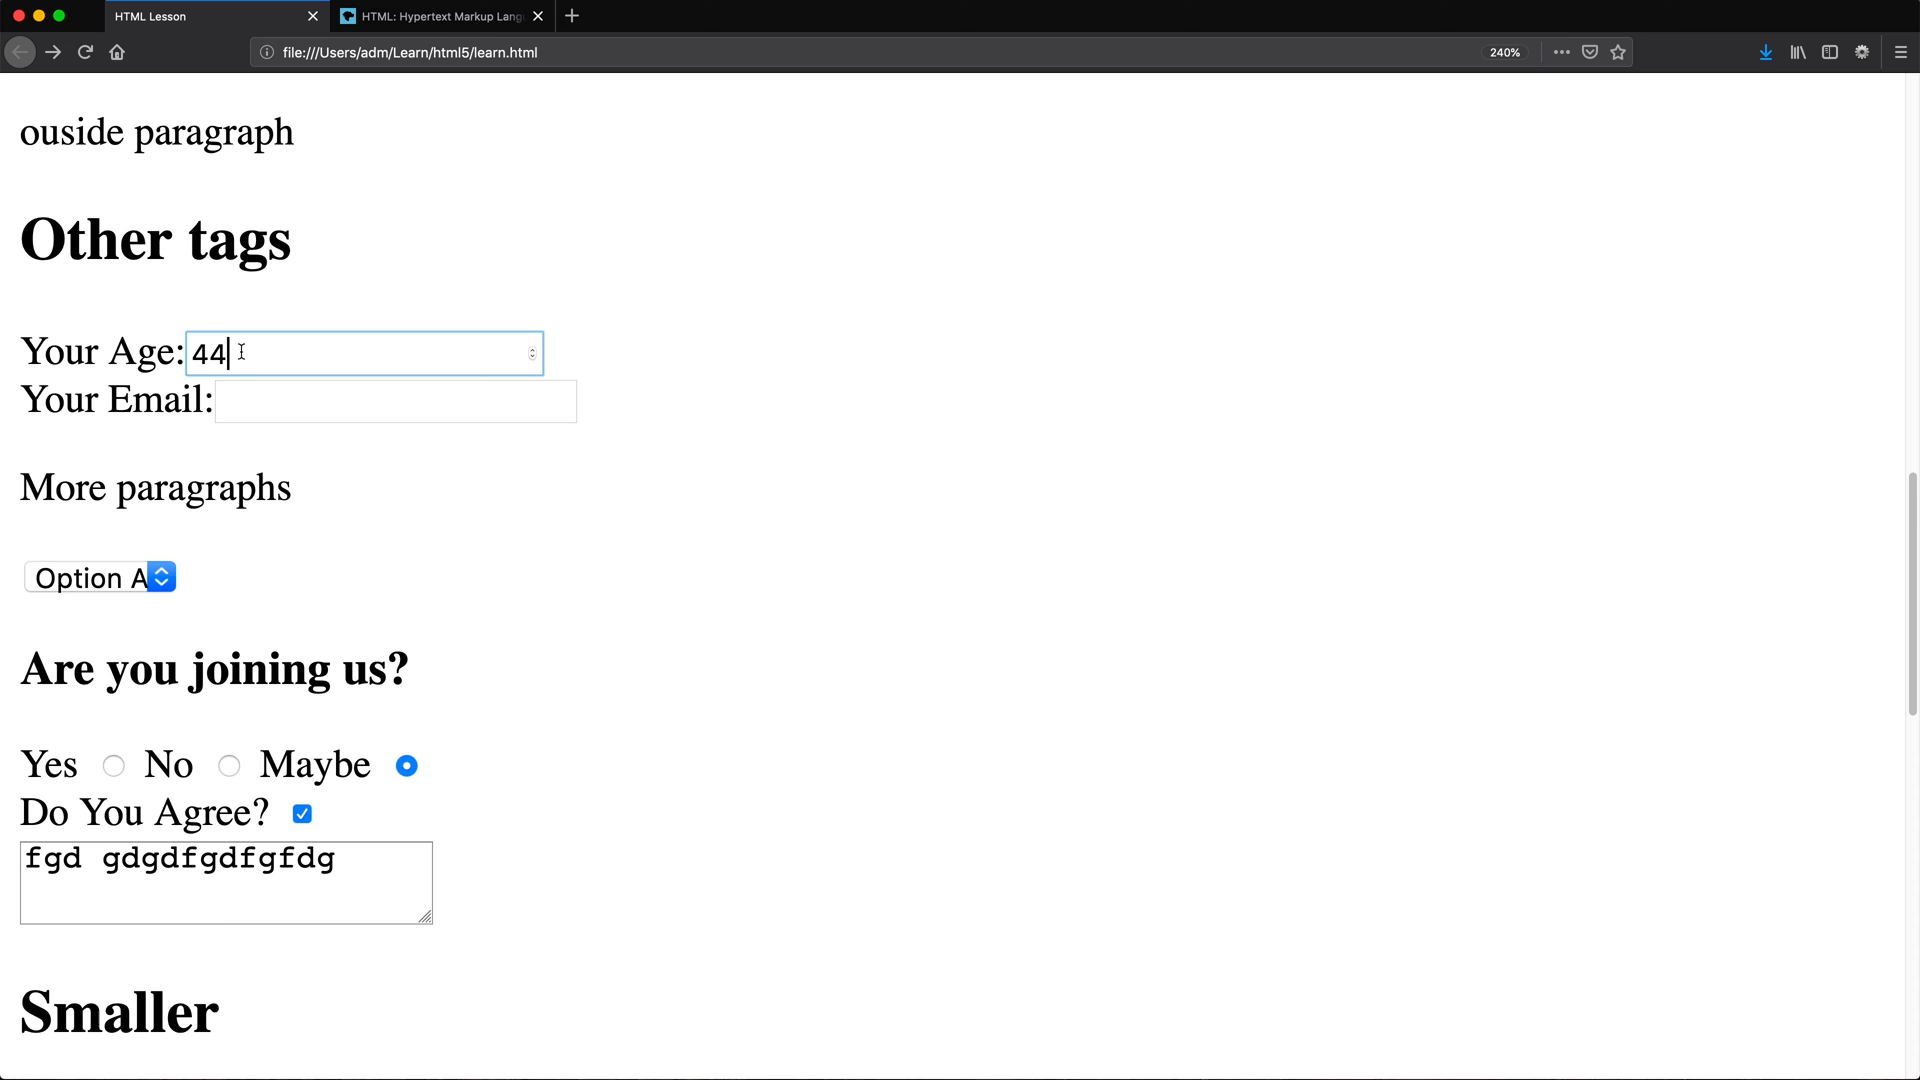 HTML Lesson
HTML: Hypertext Markup Lang
file:///Users/adm/Learn/html5/learn.html
240%
ouside paragraph
Other tags
Your Age: 44
Your Email:
More paragraphs
Option A
Are you joining us?
Yes No Maybe
Do You Agree?
fgd gdgdfgdfgfdg
Smaller